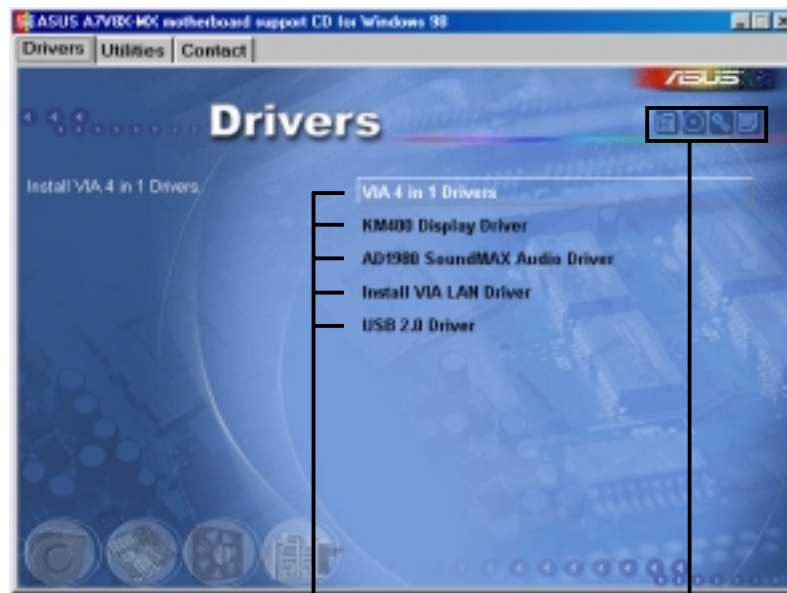 ASUS A7V8X-MX motherboard support CD for Windows 98
Drivers Utilities Contact
ASUS
Drivers
Install VIA 4 in 1 Drivers.
VIA 4 in 1 Drivers
KM400 Display Driver
AD1980 SoundMAX Audio Driver
Install VIA LAN Driver
USB 2.0 Driver